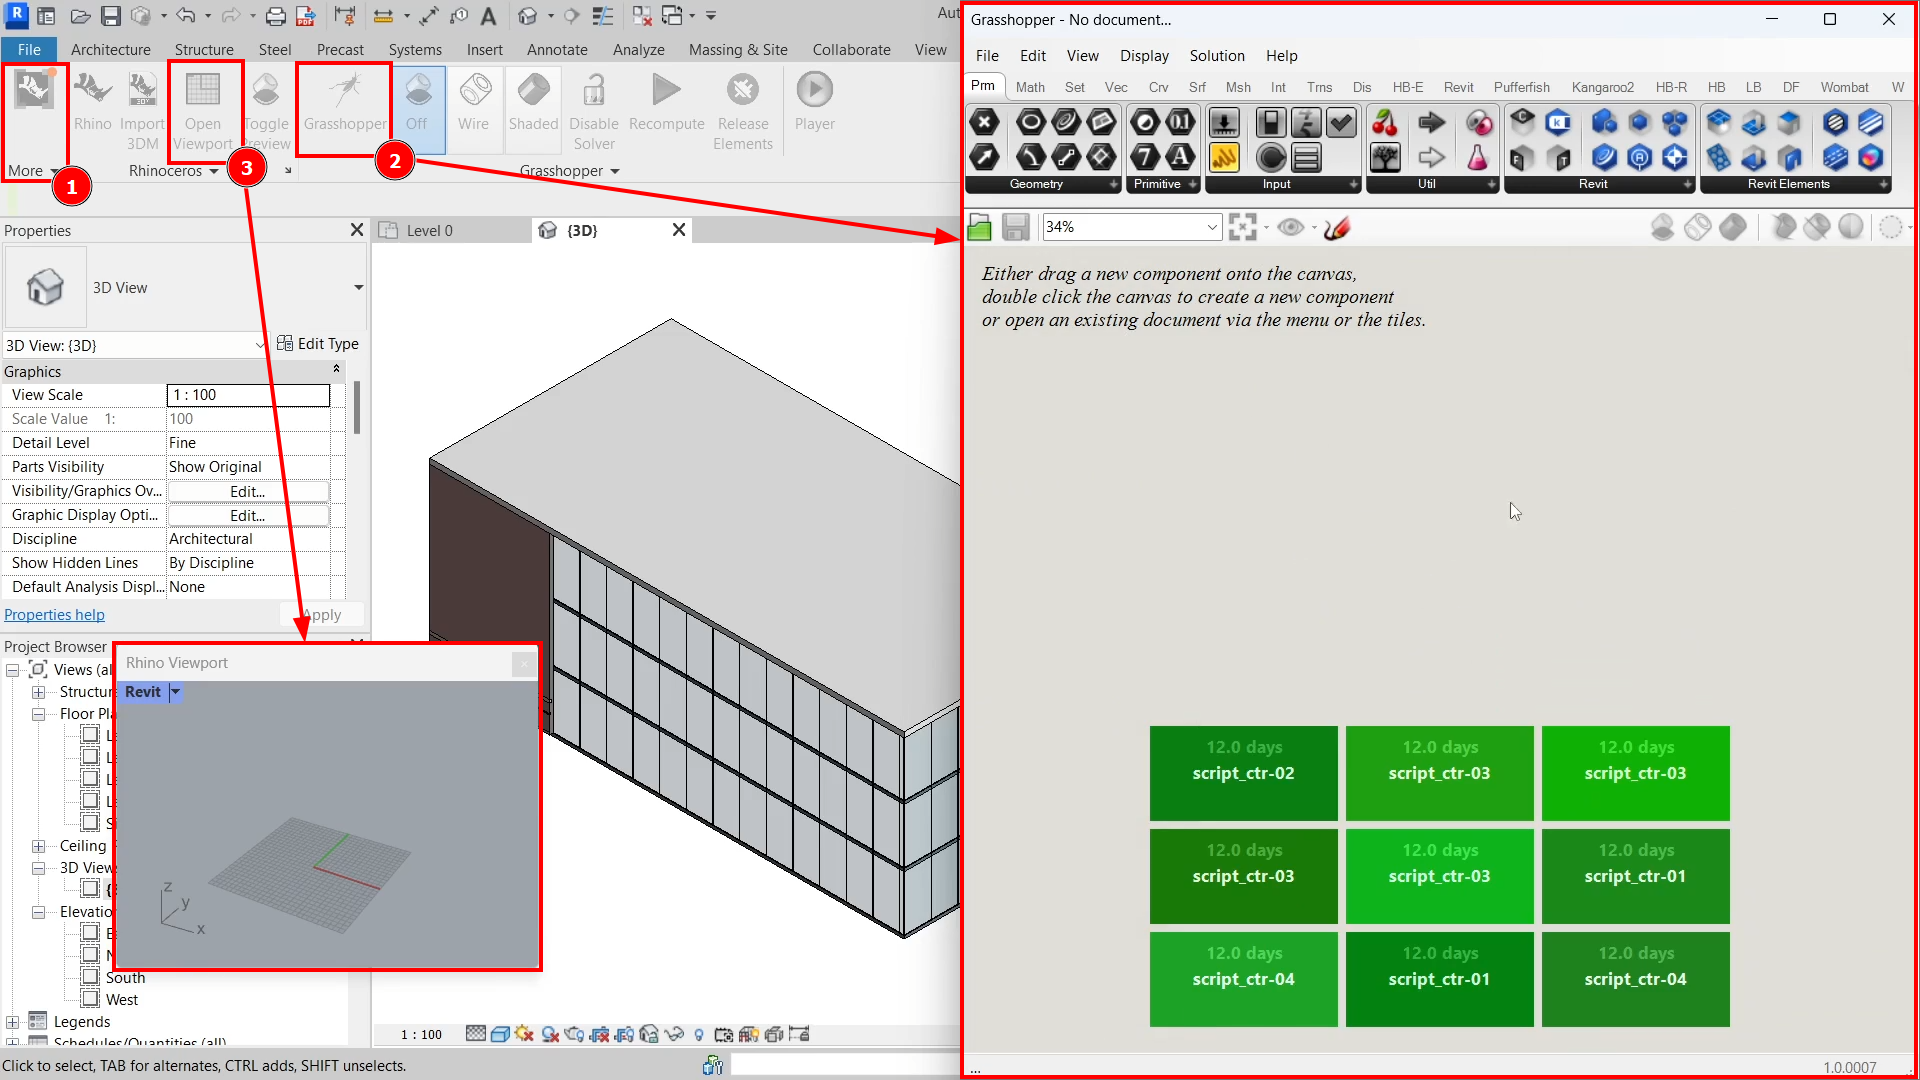 Aut
File Architecture Structure Steel Precast Systems Insert Annotate Analyze Massing & Site Collaborate View
Rhino
Import
3DM
Open
Viewport
Toggle
Preview
Grasshopper
Off
Wire
Shaded
Disable
Solver
Recompute
Release
Elements
Player
More
Rhinoceros
Grasshopper
1
3
2
Properties
3D View
3D View: {3D}
Edit Type
Graphics
View Scale 1 : 100
Scale Value 1: 100
Detail Level Fine
Parts Visibility Show Original
Visibility/Graphics Ov... Edit...
Graphic Display Opti... Edit...
Discipline Architectural
Show Hidden Lines By Discipline
Default Analysis Displ... None
Properties help
Apply
Project Browser
Views (al
Structur
Floor Pla
Ceiling
3D View
Elevatio
South
West
Legends
Schedules/Quantities (all)
Level 0
{3D}
Rhino Viewport
Revit
z
y
x
1 : 100
Click to select, TAB for alternates, CTRL adds, SHIFT unselects.
Grasshopper - No document...
File Edit View Display Solution Help
Prm Math Set Vec Crv Srf Msh Int Trns Dis HB-E Revit Pufferfish Kangaroo2 HB-R HB LB DF Wombat W
Geometry Primitive Input Util Revit Revit Elements
34%
Either drag a new component onto the canvas,
double click the canvas to create a new component
or open an existing document via the menu or the tiles.
12.0 days
script_ctr-02
12.0 days
script_ctr-03
12.0 days
script_ctr-03
12.0 days
script_ctr-03
12.0 days
script_ctr-03
12.0 days
script_ctr-01
12.0 days
script_ctr-04
12.0 days
script_ctr-01
12.0 days
script_ctr-04
...
1.0.0007